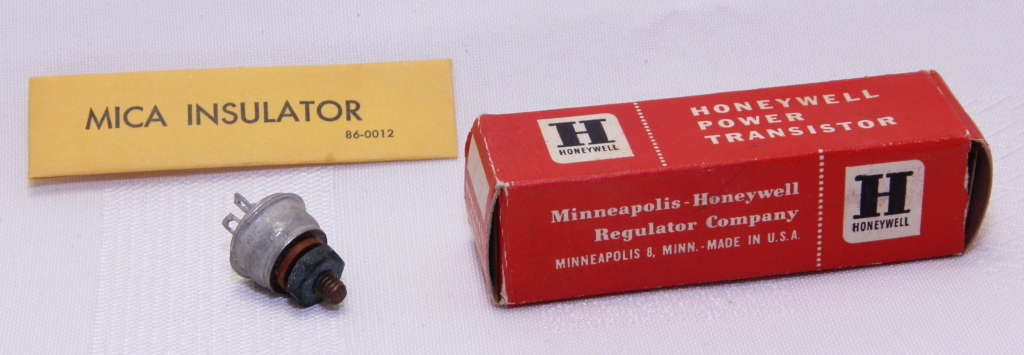 MICA INSULATOR
86-0012
H
HONEYWELL
HONEYWELL
POWER
TRANSISTOR
Minneapolis-Honeywell
Regulator Company
MINNEAPOLIS 8, MINN.-MADE IN U.S.A.
H
HONEYWELL